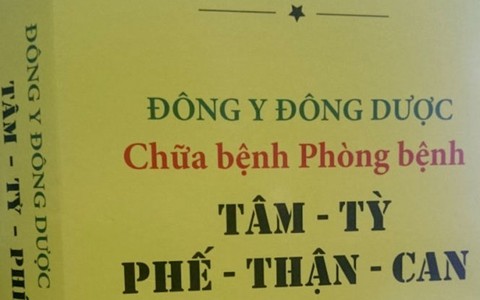 ĐÔNG Y ĐÔNG DƯỢC
Chữa bệnh Phòng bệnh
TÂM - TỲ
PHẾ - THẬN - CAN
ĐÔNG Y ĐÔNG DƯỢC
TÂM - TỲ - PHẾ